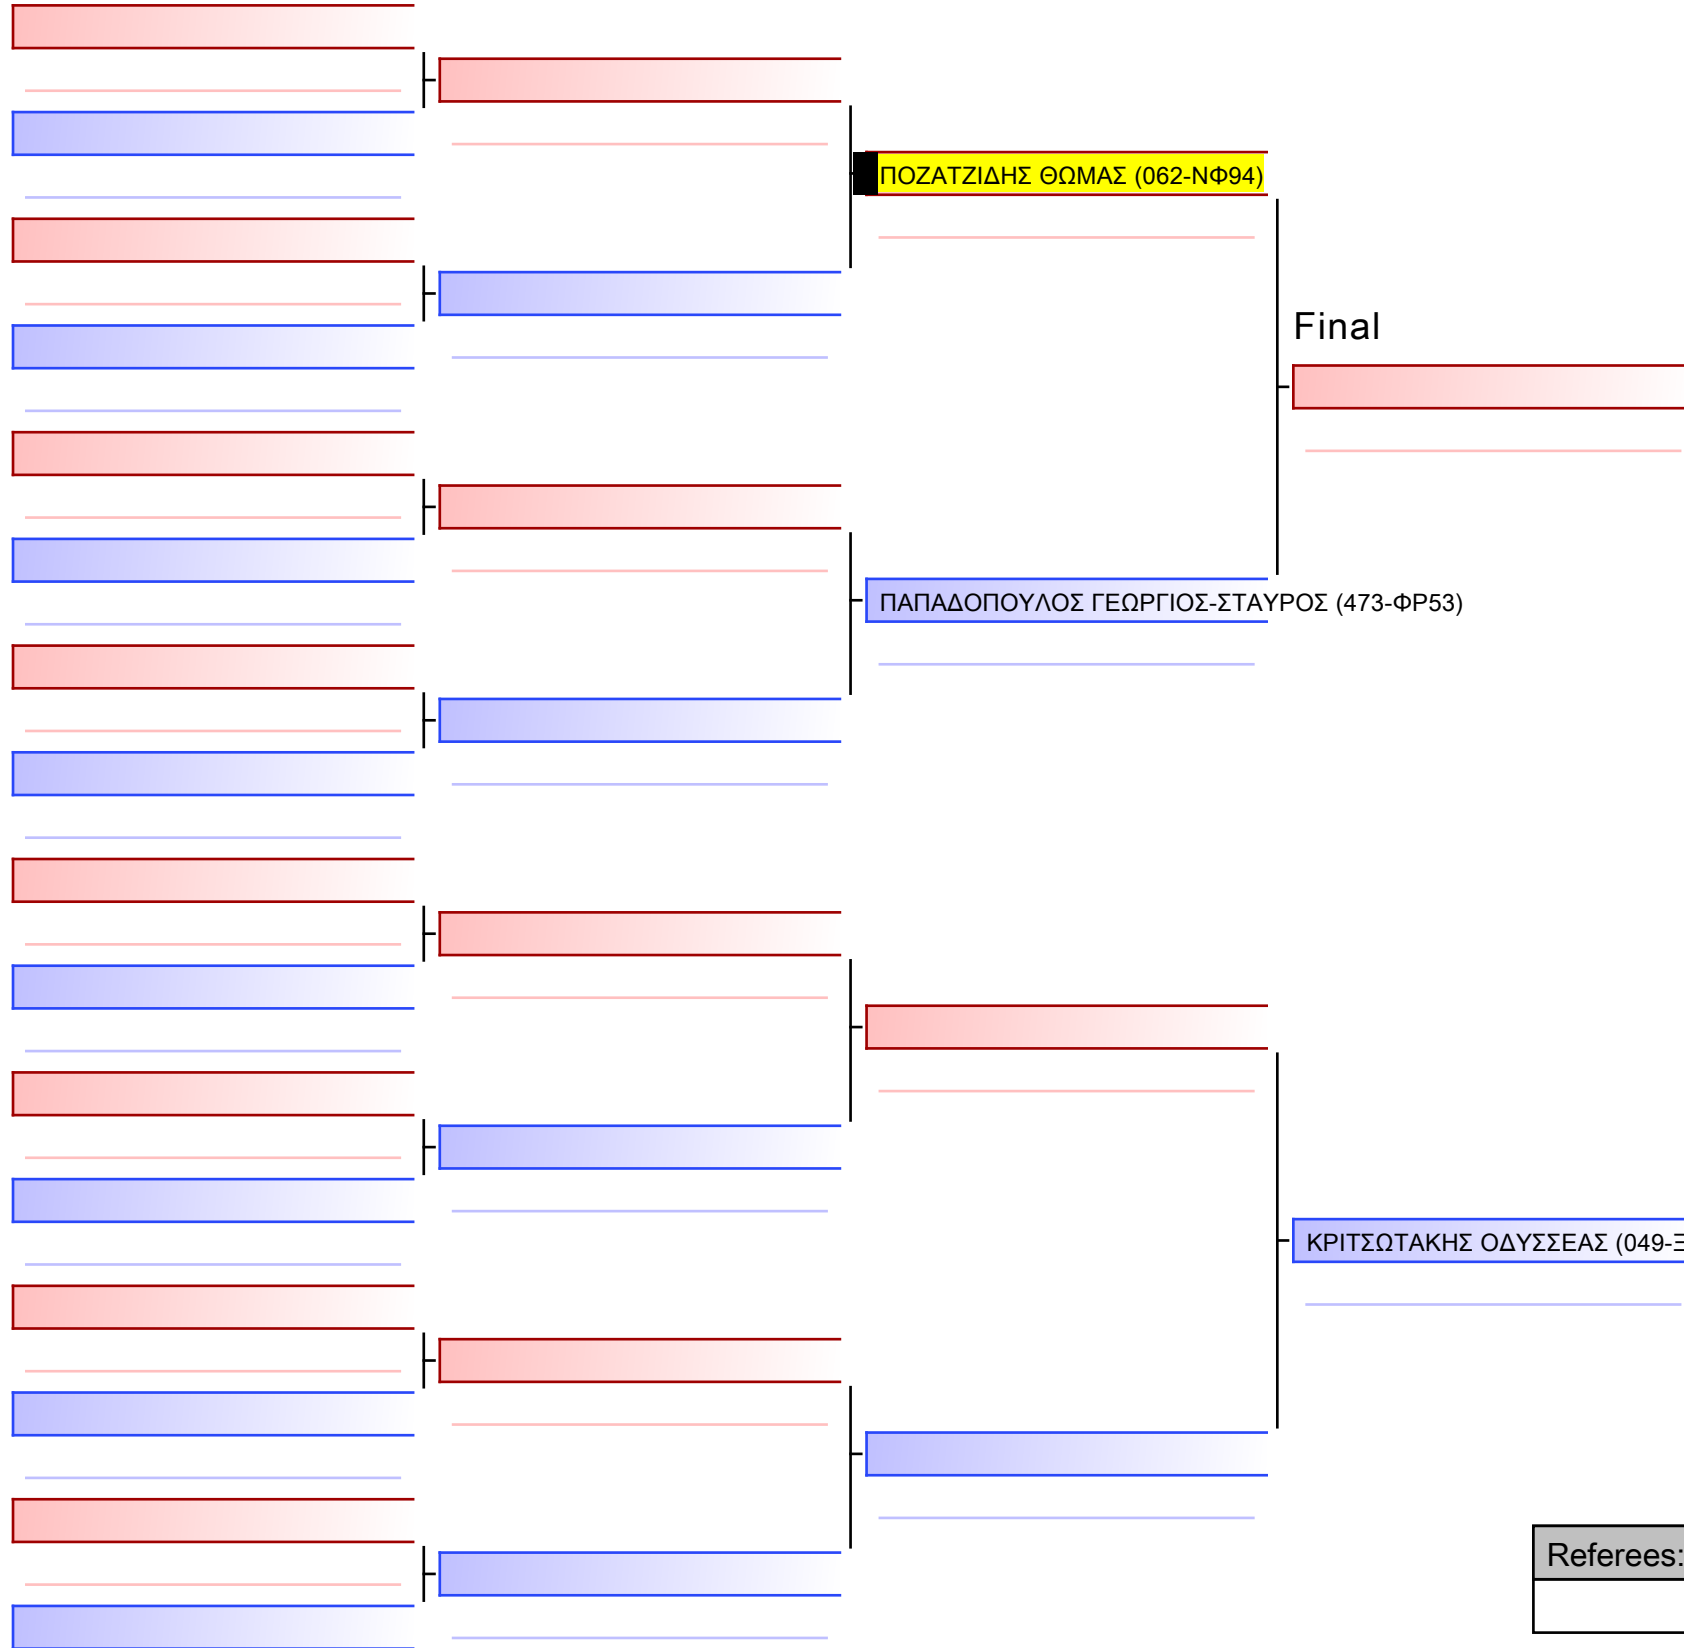 ΠΟΖΑΤΖΙΔΗΣ ΘΩΜΑΣ (062-ΝΦ94)
Final
ΠΑΠΑΔΟΠΟΥΛΟΣ ΓΕΩΡΓΙΟΣ-ΣΤΑΥΡΟΣ (473-ΦΡ53)
ΚΡΙΤΣΩΤΑΚΗΣ ΟΔΥΣΣΕΑΣ (049-Ξ
Referees: